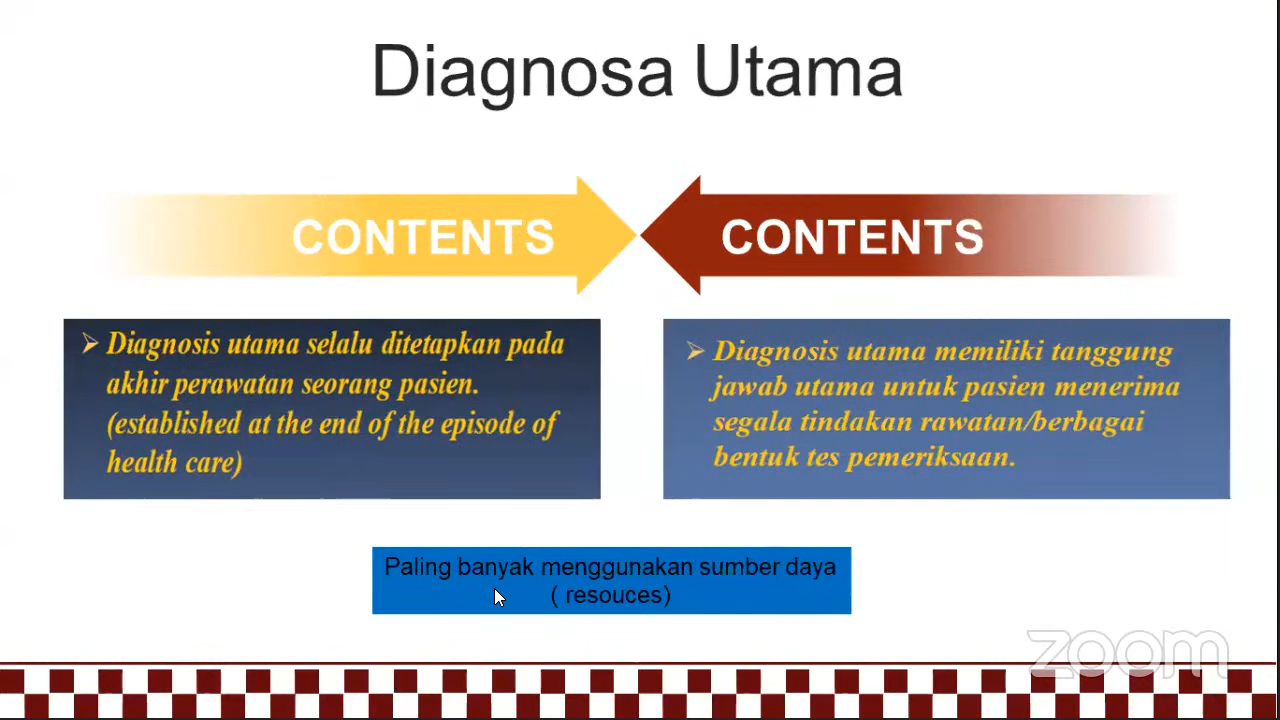 Diagnosa Utama
CONTENTS
CONTENTS
Diagnosis utama selalu ditetapkan pada
akhir perawatan seorang pasien.
(established at the end of the episode of
health care)
Diagnosis utama memiliki tanggung
jawab utama untuk pasien menerima
segala tindakan rawatan/berbagai
bentuk tes pemeriksaan.
Paling banyak menggunakan sumber daya
( resouces)
zoom